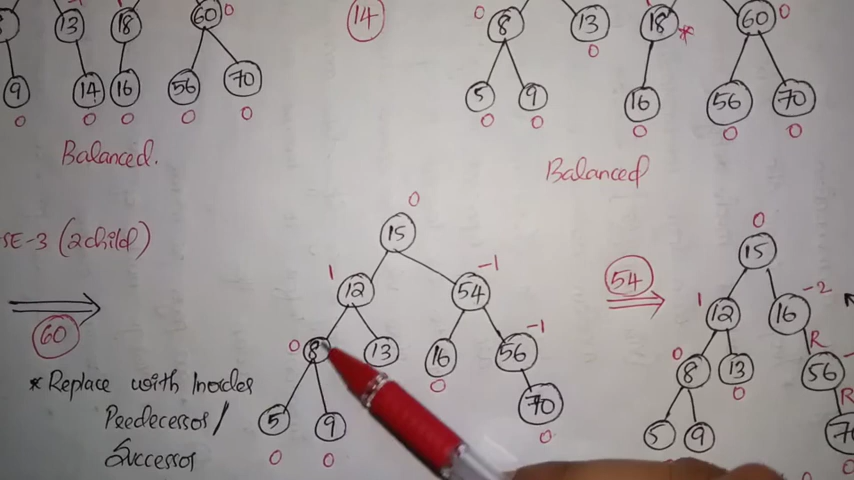 13 18 60 0
9 14 16 56 70
0 0 0 0 0
Balanced.
14
0 8 13 18 * 60 0
0
5 9 16 56 70
0 0 0 0 0
Balanced
SE-3 (2child)
60
* Replace with Inorder
Predecessor/
Successor
0
15
1 12 54 -1
0 8 13 16 56 -1
0
5 9 70
0 0 0
54
0
15
1 12 16 -2
R
0 8 13 56 -
0 R
5 9 70
0